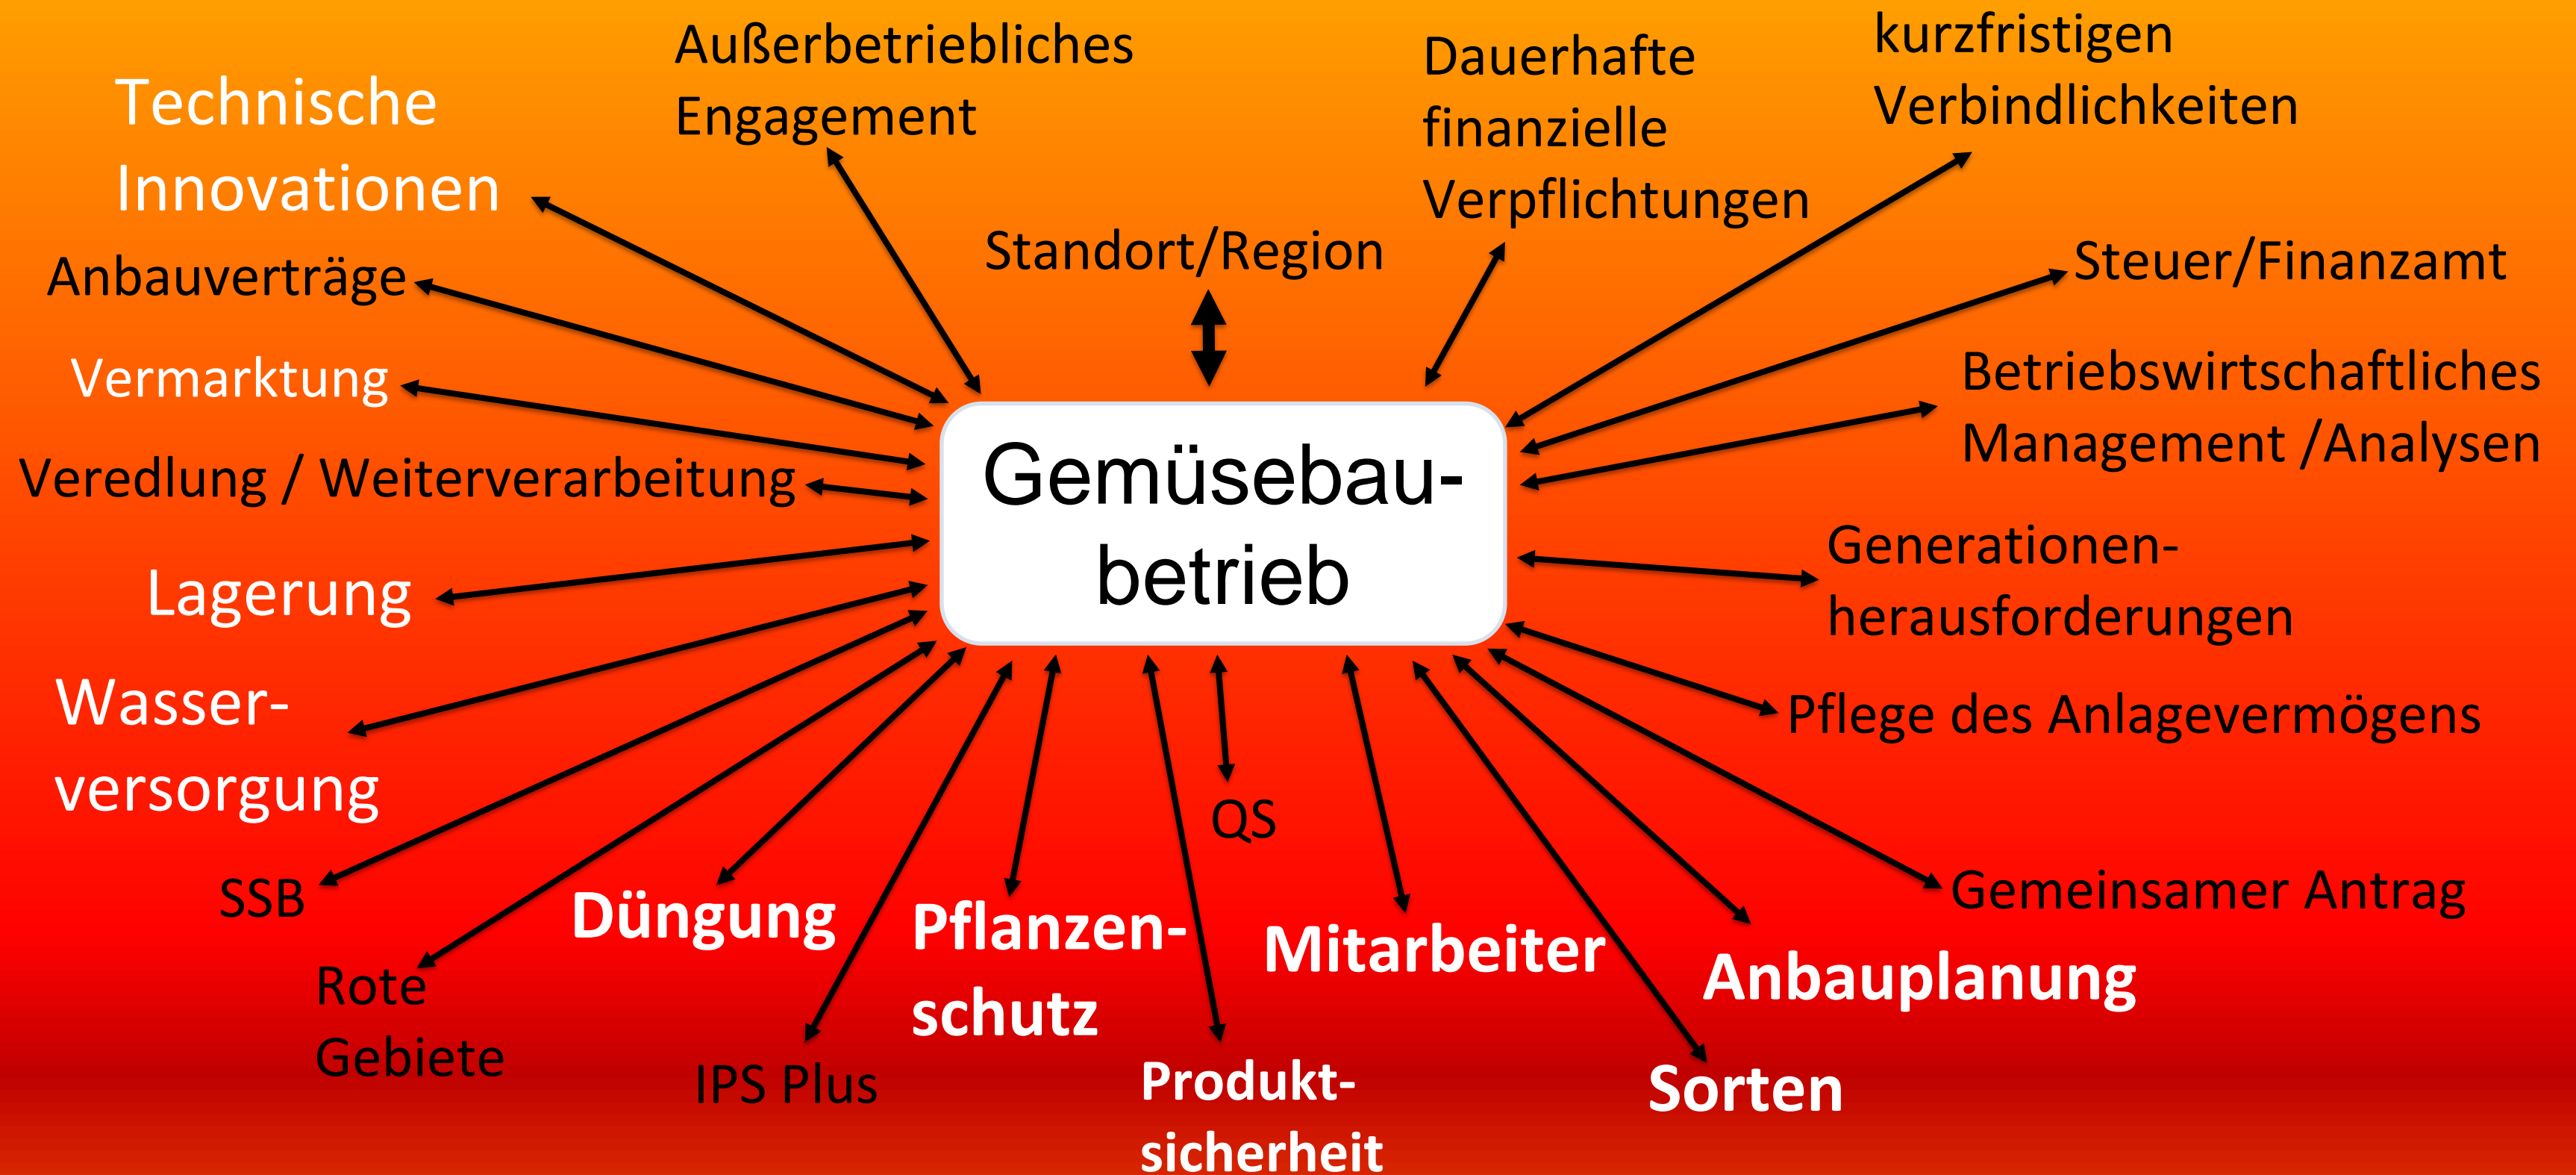 Technische
Innovationen
Außerbetriebliches
Engagement
Standort/Region
Dauerhafte
finanzielle
Verpflichtungen
kurzfristigen
Verbindlichkeiten
Steuer/Finanzamt
Anbauverträge
Vermarktung
Veredlung / Weiterverarbeitung
Betriebswirtschaftliches
Management /Analysen
Gemüsebau-
betrieb
Lagerung
Generationen-
herausforderungen
Wasser-
versorgung
Pflege des Anlagevermögens
SSB
QS
Gemeinsamer Antrag
Rote
Gebiete
Düngung
IPS Plus
Pflanzen-
schutz
Produkt-
sicherheit
Mitarbeiter
Anbauplanung
Sorten